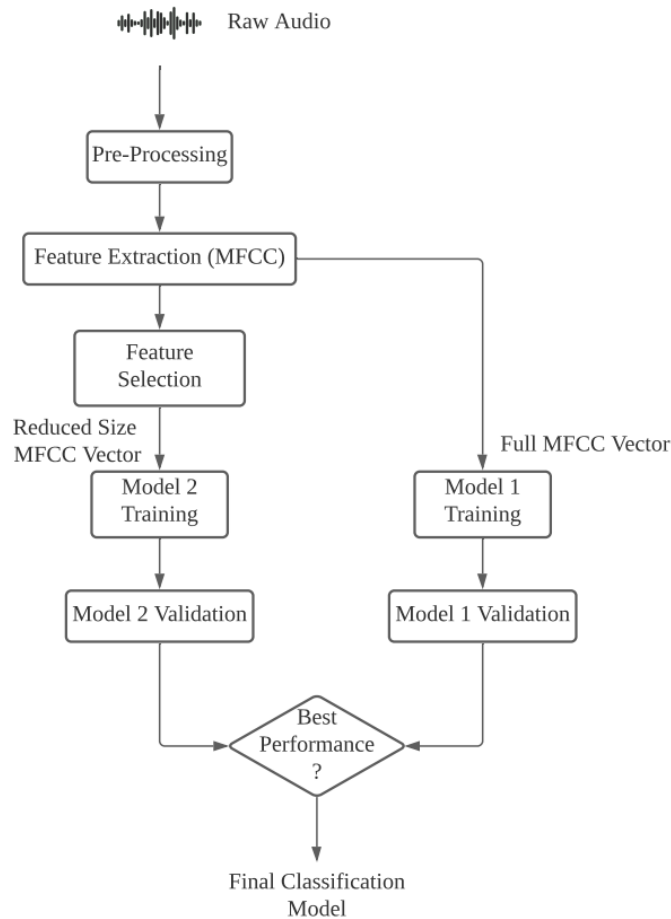 Raw Audio
Pre-Processing
Feature Extraction (MFCC)
Feature
Selection
Reduced Size
MFCC Vector
Full MFCC Vector
Model 2
Training
Model 1
Training
Model 2 Validation
Model 1 Validation
Best
Performance
?
Final Classification
Model